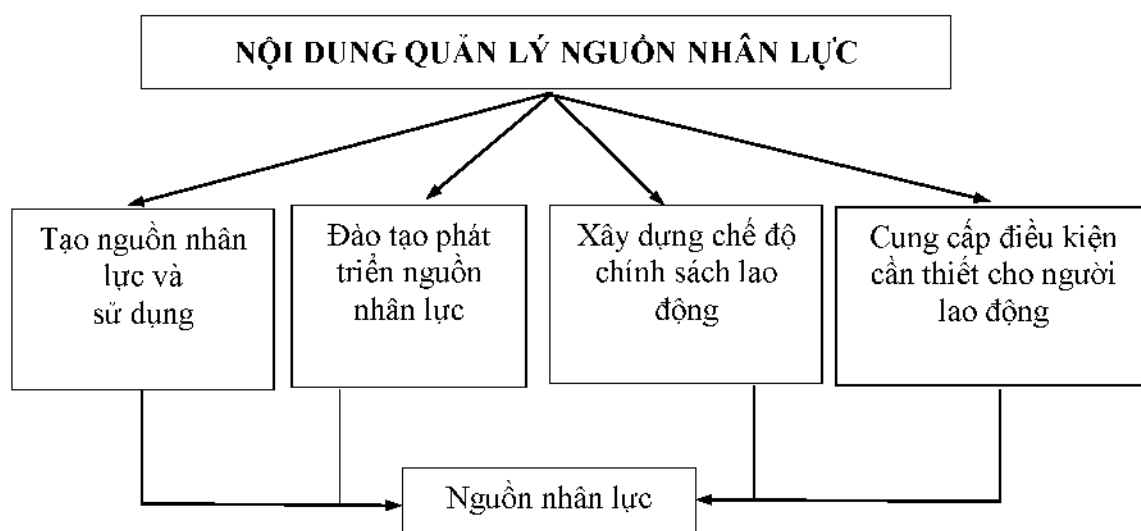 NỘI DUNG QUẢN LÝ NGUỒN NHÂN LỰC
Tạo nguồn nhân
lực và
sử dụng
Đào tạo phát
triển nguồn
nhân lực
Xây dựng chế độ
chính sách lao
động
Cung cấp điều kiện
cần thiết cho người
lao động
Nguồn nhân lực